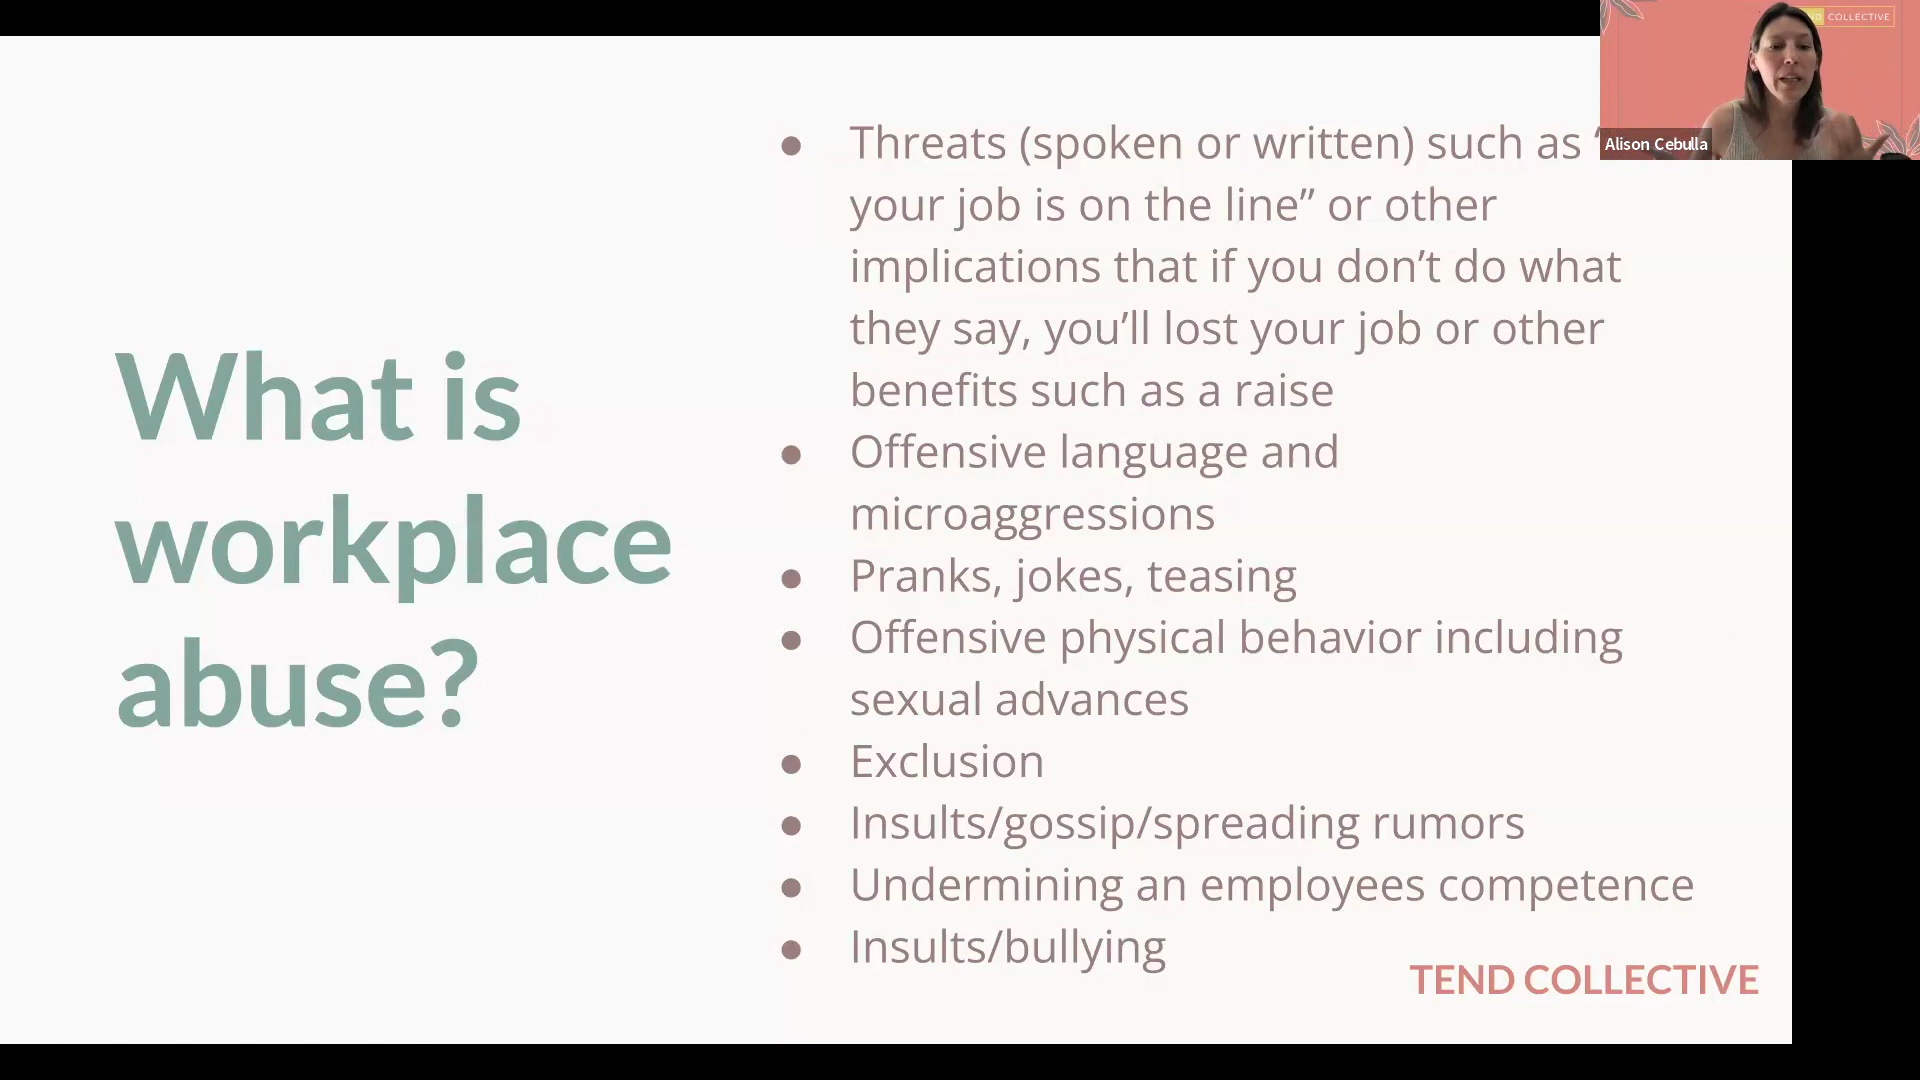 COLLECTIVE
Alison Cebulla
What is
workplace
abuse?
● Threats (spoken or written) such as “
your job is on the line” or other
implications that if you don’t do what
they say, you’ll lost your job or other
benefits such as a raise
● Offensive language and
microaggressions
● Pranks, jokes, teasing
● Offensive physical behavior including
sexual advances
● Exclusion
● Insults/gossip/spreading rumors
● Undermining an employees competence
● Insults/bullying
TEND COLLECTIVE